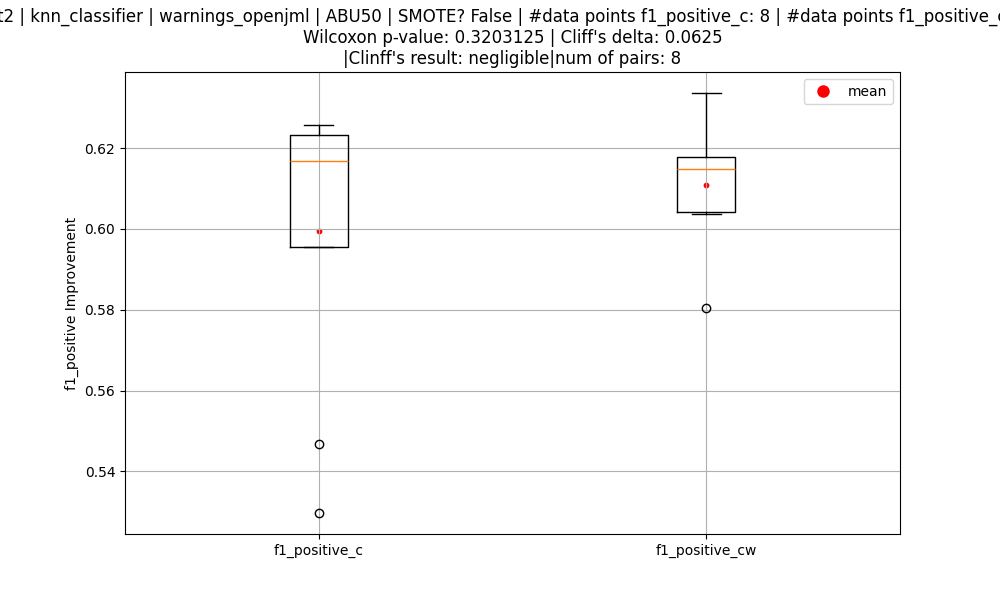 t2 | knn_classifier | warnings_openjml | ABU50 | SMOTE? False | #data points f1_positive_c: 8 | #data points f1_positive_c
Wilcoxon p-value: 0.3203125 | Cliff's delta: 0.0625
|Clinff's result: negligible|num of pairs: 8
mean
f1_positive Improvement
0.62
0.60
0.58
0.56
0.54
f1_positive_c
f1_positive_cw